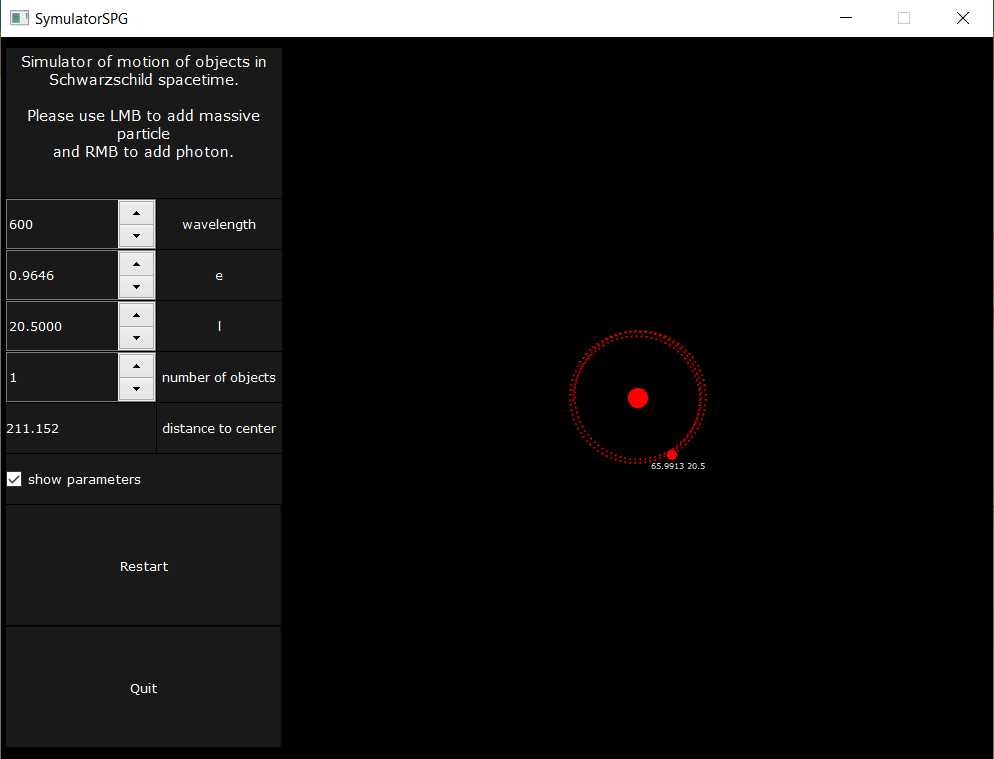 SymulatorSPG
Simulator of motion of objects in
Schwarzschild spacetime.
Please use LMB to add massive
particle
and RMB to add photon.
600 wavelength
0.9646 e
20.5000 l
1 number of objects
211.152 distance to center
show parameters
Restart
Quit
65.9913 20.5